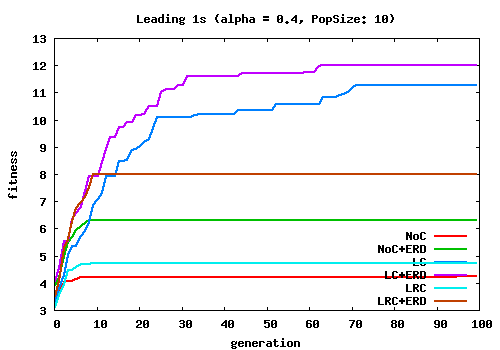 Leading 1s (alpha = 0.4, PopSize: 10)
13
12
11
10
9
8
7
6
5
4
3
fitness
NoC
NoC+ERD
LC
LC+ERD
LRC
LRC+ERD
0 10 20 30 40 50 60 70 80 90 100
generation